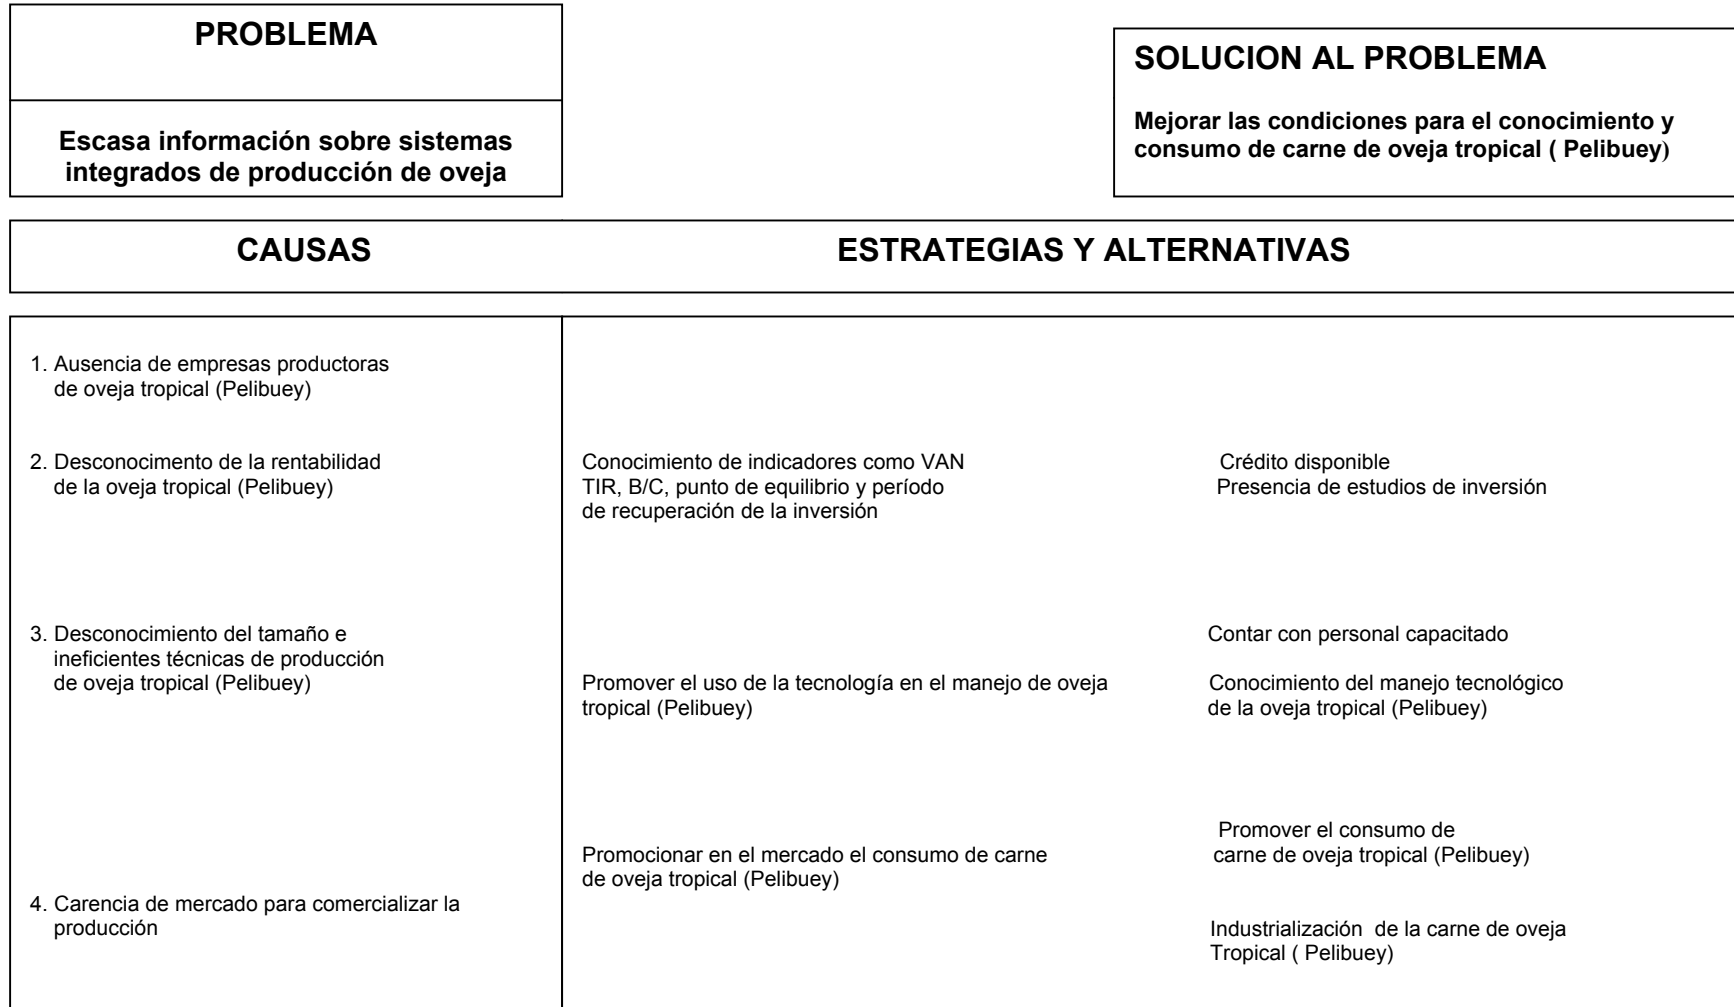 PROBLEMA
Escasa información sobre sistemas
integrados de producción de oveja
SOLUCION AL PROBLEMA
Mejorar las condiciones para el conocimiento y
consumo de carne de oveja tropical ( Pelibuey)
CAUSAS
ESTRATEGIAS Y ALTERNATIVAS
1. Ausencia de empresas productoras
de oveja tropical (Pelibuey)
2. Desconocimento de la rentabilidad
de la oveja tropical (Pelibuey)
Conocimiento de indicadores como VAN
TIR, B/C, punto de equilibrio y período
de recuperación de la inversión
Crédito disponible
Presencia de estudios de inversión
3. Desconocimiento del tamaño e
ineficientes técnicas de producción
de oveja tropical (Pelibuey)
Promover el uso de la tecnología en el manejo de oveja
tropical (Pelibuey)
Contar con personal capacitado
Conocimiento del manejo tecnológico
de la oveja tropical (Pelibuey)
Promocionar en el mercado el consumo de carne
de oveja tropical (Pelibuey)
Promover el consumo de
carne de oveja tropical (Pelibuey)
4. Carencia de mercado para comercializar la
producción
Industrialización  de la carne de oveja
Tropical ( Pelibuey)